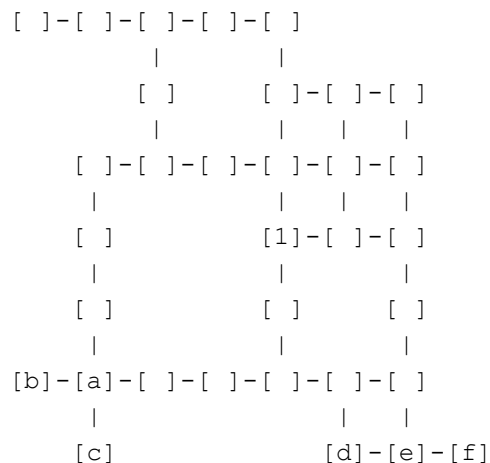 [ ]-[ ]-[ ]-[ ]-[ ]
         |       |
        [ ]     [ ]-[ ]-[ ]
         |       |   |   |
    [ ]-[ ]-[ ]-[ ]-[ ]-[ ]
     |           |   |   |
    [ ]         [1]-[ ]-[ ]
     |           |       |
    [ ]         [ ]     [ ]
     |           |       |
[b]-[a]-[ ]-[ ]-[ ]-[ ]-[ ]
     |               |   |
    [c]             [d]-[e]-[f]